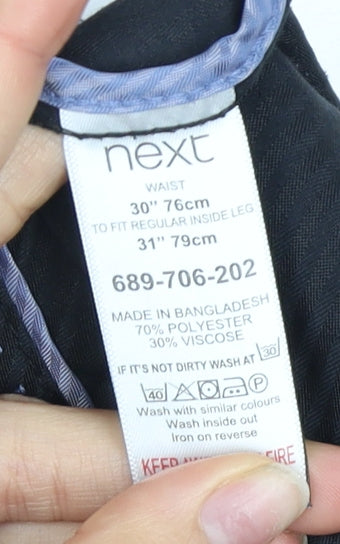 next
WAIST
30" 76cm
TO FIT REGULAR INSIDE LEG
31" 79cm
689-706-202
MADE IN BANGLADESH
70% POLYESTER
30% VISCOSE
IF IT'S NOT DIRTY WASH AT 30
40 P
Wash with similar colours
Wash inside out
Iron on reverse
KEEP FIRE